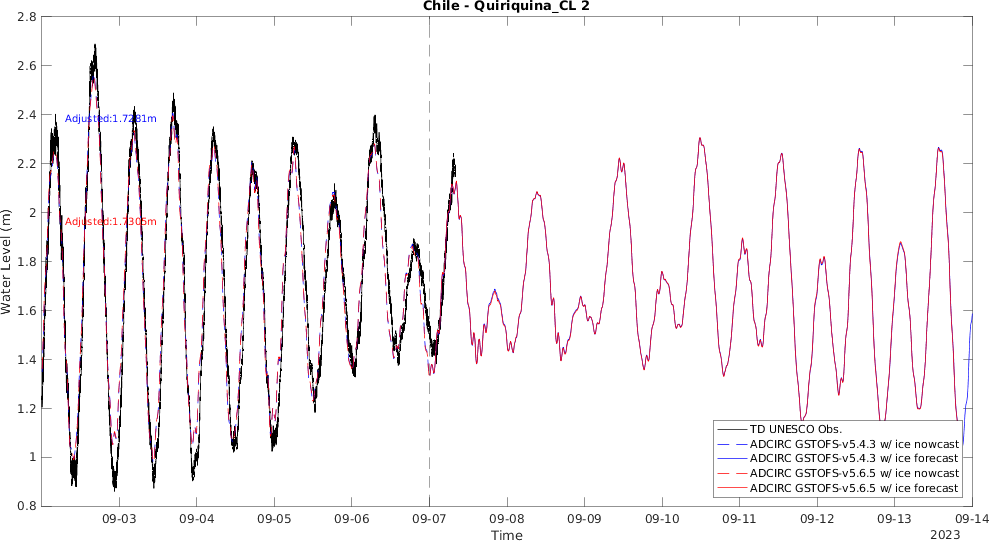 Chile - Quiriquina_CL 2
2.8
2.6
2.4
2.2
2
1.8
1.6
1.4
1.2
1
0.8
Water Level (m)
Adjusted:1.7281m
Adjusted:1.7305m
TD UNESCO Obs.
ADCIRC GSTOFS-v5.4.3 w/ ice nowcast
ADCIRC GSTOFS-v5.4.3 w/ ice forecast
ADCIRC GSTOFS-v5.6.5 w/ ice nowcast
ADCIRC GSTOFS-v5.6.5 w/ ice forecast
09-03 09-04 09-05 09-06 09-07 09-08 09-09 09-10 09-11 09-12 09-13 09-14
Time
2023